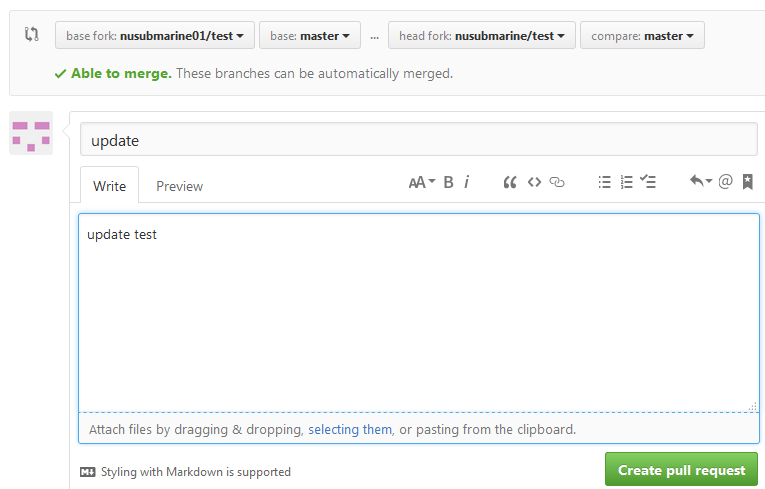 base fork: nusubmarine01/test base: master ... head fork: nusubmarine/test compare: master
Able to merge. These branches can be automatically merged.
update
Write Preview AA B i @
update test
Attach files by dragging & dropping, selecting them, or pasting from the clipboard.
Styling with Markdown is supported
Create pull request